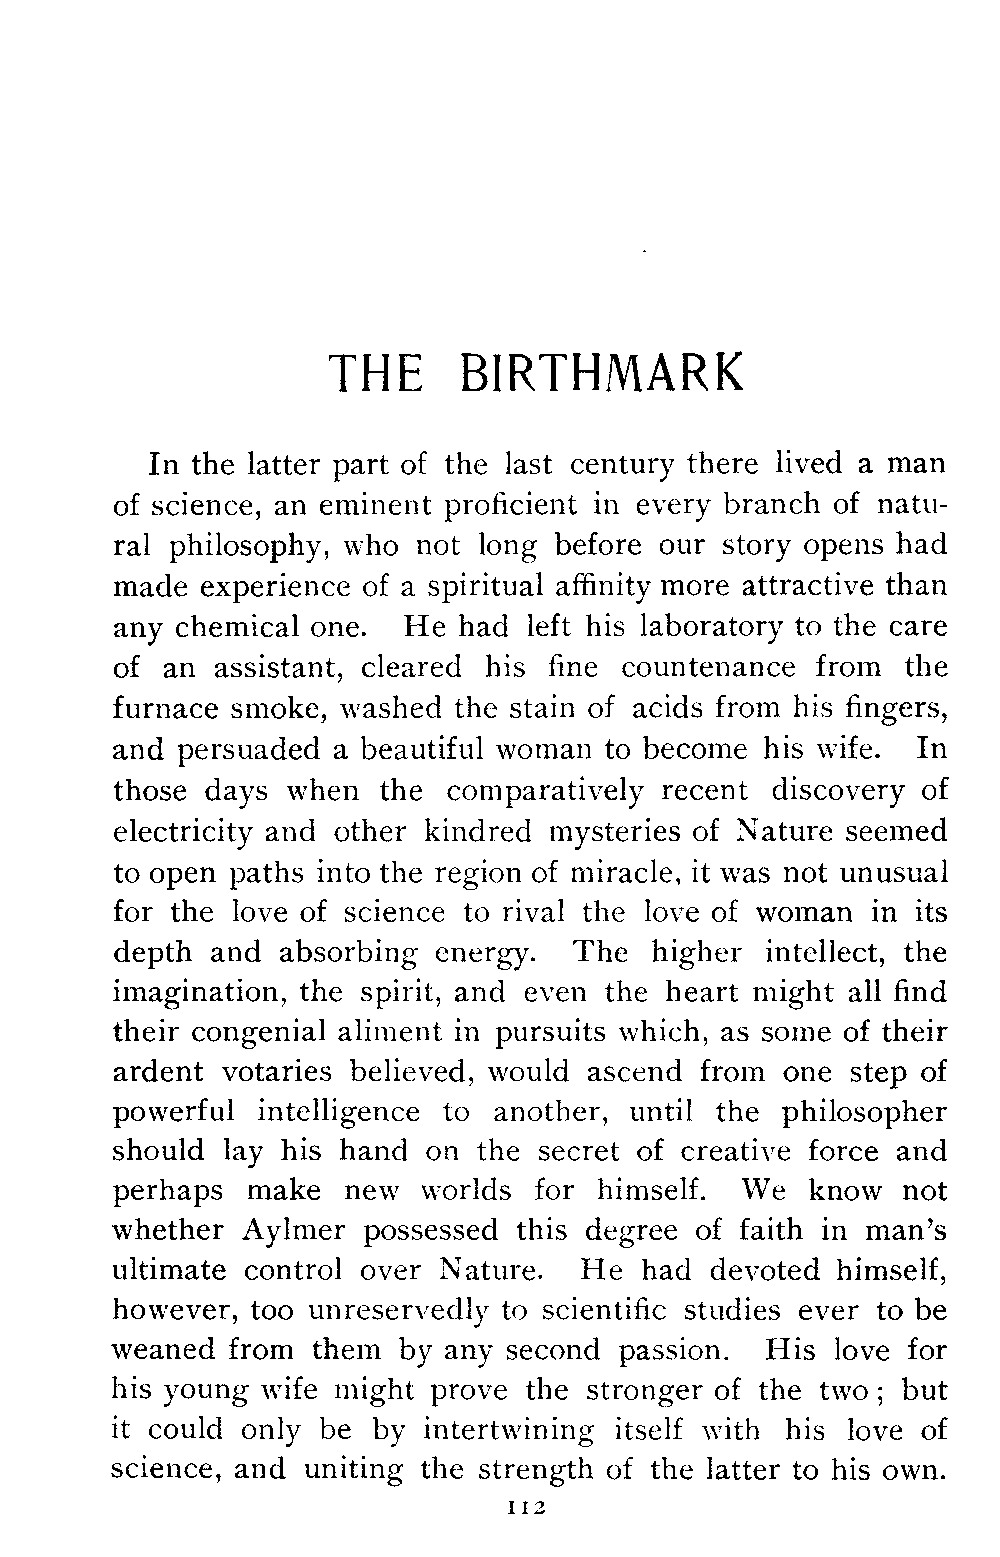 THE BIRTHMARK
In the latter part of the last century there lived a man
of science, an eminent proficient in every branch of natu-
ral philosophy, who not long before our story opens had
made experience of a spiritual affinity more attractive than
any chemical one. He had left his laboratory to the care
of an assistant, cleared his fine countenance from the
furnace smoke, washed the stain of acids from his fingers,
and persuaded a beautiful woman to become his wife. In
those days when the comparatively recent discovery of
electricity and other kindred mysteries of Nature seemed
to open paths into the region of miracle, it was not unusual
for the love of science to rival the love of woman in its
depth and absorbing energy. The higher intellect, the
imagination, the spirit, and even the heart might all find
their congenial aliment in pursuits which, as some of their
ardent votaries believed, would ascend from one step of
powerful intelligence to another, until the philosopher
should lay his hand on the secret of creative force and
perhaps make new worlds for himself. We know not
whether Aylmer possessed this degree of faith in man's
ultimate control over Nature. He had devoted himself,
however, too unreservedly to scientific studies ever to be
weaned from them by any second passion. His love for
his young wife might prove the stronger of the two; but
it could only be by intertwining itself with his love of
science, and uniting the strength of the latter to his own.
112